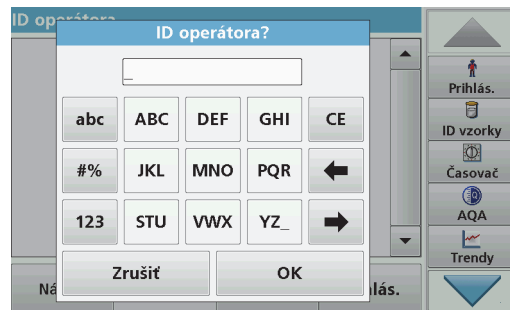 ID operátora
ID operátora?
_
abc ABC DEF GHI CE
#% JKL MNO PQR
123 STU VWX YZ_
Zrušiť OK
Ná
lás.
Prihlás.
ID vzorky
Časovač
AQA
Trendy